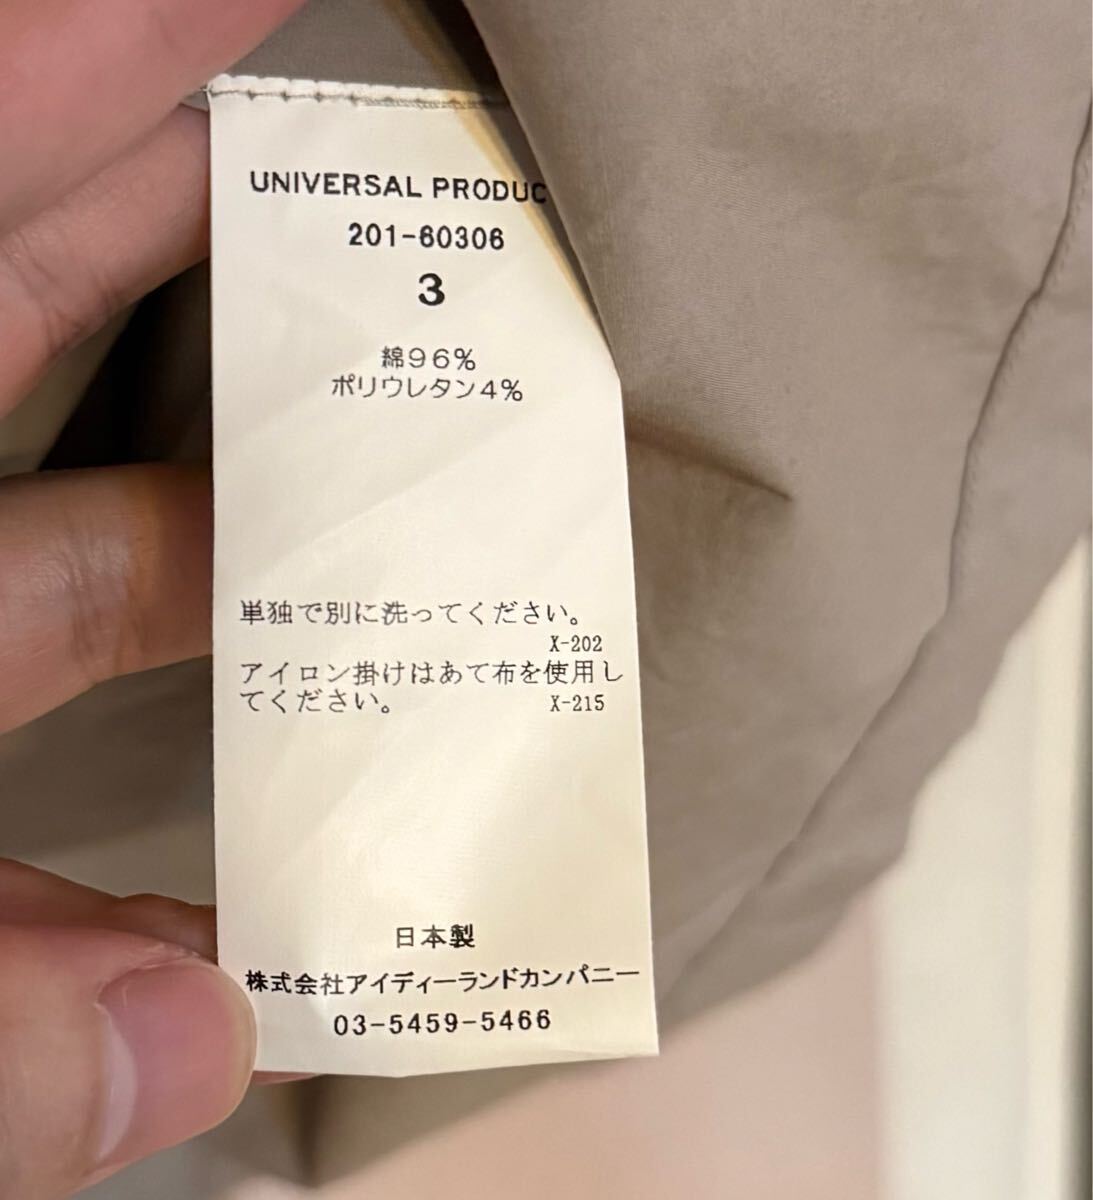 UNIVERSAL PRODUC
201-60306
3
綿96%
ポリウレタン4%
単独で別に洗ってください。
X-202
アイロン掛けはあて布を使用し
てください。 X-215
日本製
株式会社アイディーランドカンパニー
03-5459-5466